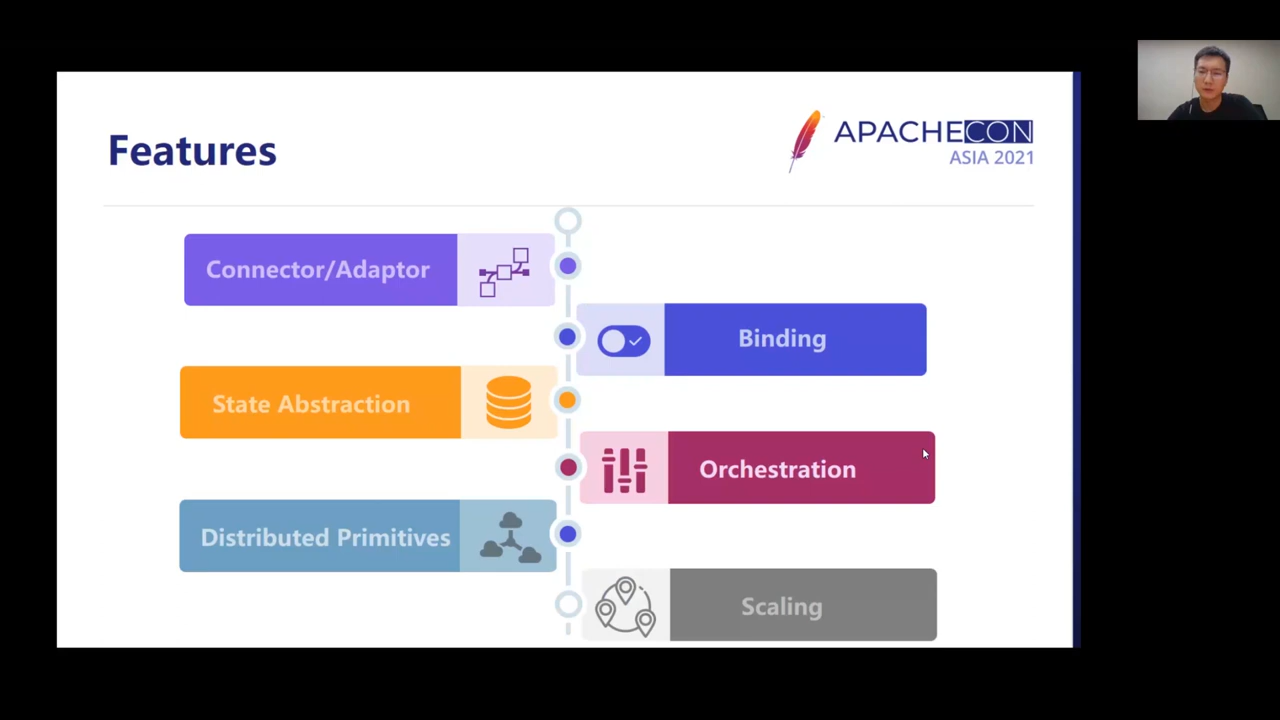 Features
APACHECON
ASIA 2021
Connector/Adaptor
Binding
State Abstraction
Orchestration
Distributed Primitives
Scaling